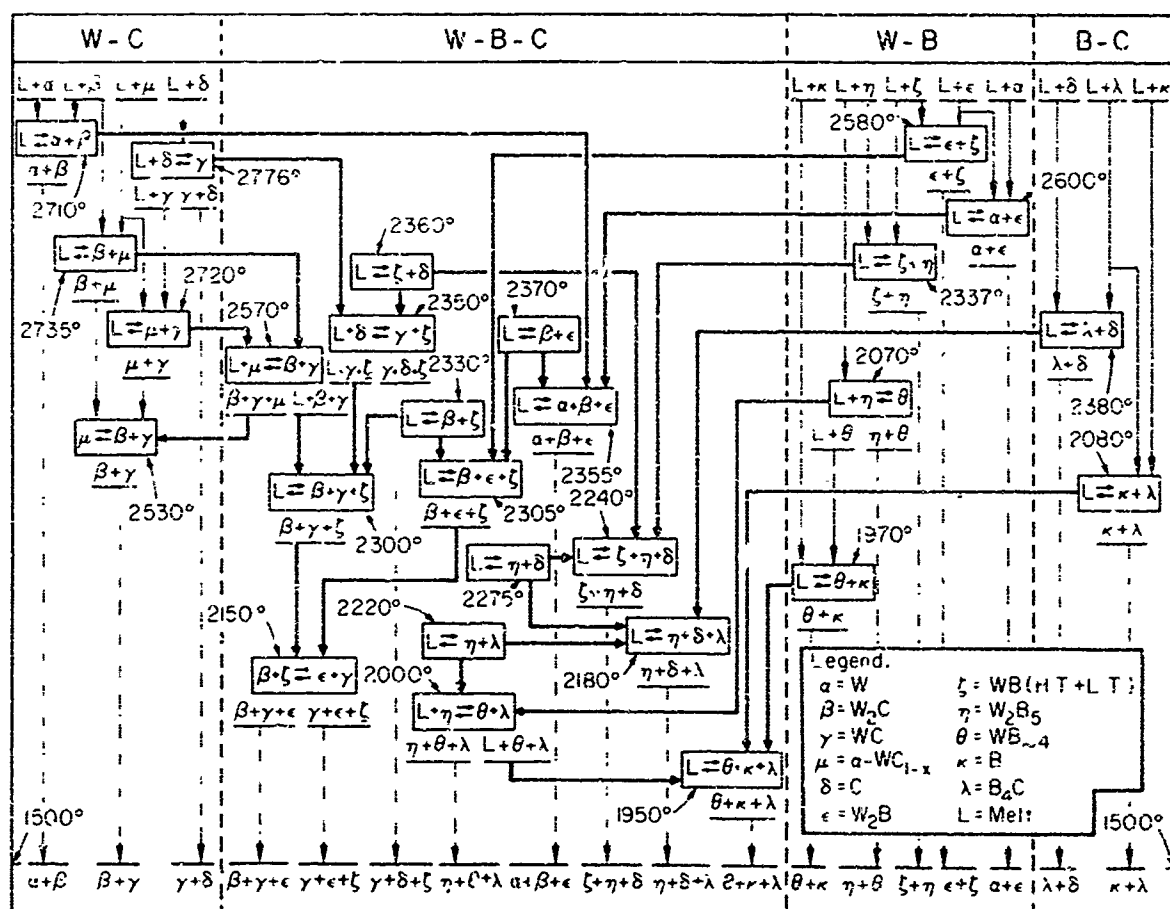 W - C
W - B - C
W - B
B - C
L+α L+β L+μ L+δ
L+κ L+η L+ζ L+ϵ L+α
L+δ L+λ L+κ
L⇄α+β
α+β
2710°
L+δ⇄γ
L+γ γ+δ
2776°
2580°
L⇄ϵ+ζ
ϵ+ζ
2600°
L⇄α+ϵ
α+ϵ
L⇄β+μ
β+μ
2735°
2720°
L⇄μ+γ
μ+γ
2360°
L⇄ζ+δ
L⇄ζ+η
ζ+η
2337°
2570°
L+μ⇄β+γ
β+γ+μ L+β+γ
2350°
L+δ⇄γ+ζ
L+γ+ζ γ+δ+ζ
2370°
L⇄β+ϵ
L⇄λ+δ
λ+δ
2380°
2330°
L⇄β+ζ
L⇄α+β+ϵ
α+β+ϵ
2355°
2070°
L+η⇄θ
L+θ η+θ
μ⇄β+γ
β+γ
2530°
L⇄β+γ+ζ
β+γ+ζ
2300°
L⇄β+ϵ+ζ
β+ϵ+ζ
2305°
2080°
L⇄κ+λ
κ+λ
2240°
L⇄ζ+η+δ
ζ+η+δ
L⇄η+δ
2275°
1970°
L⇄θ+κ
θ+κ
2220°
L⇄η+λ
L⇄η+δ+λ
η+δ+λ
2180°
2150°
β+ζ⇄ϵ+γ
β+γ+ϵ γ+ϵ+ζ
2000°
L+η⇄θ+λ
η+θ+λ L+θ+λ
L⇄θ+κ+λ
θ+κ+λ
1950°
Legend.
α = W ζ = WB(HT+LT)
β = W₂C η = W₂B₅
γ = WC θ = WB~4
μ = α-WC₁₋ₓ κ = B
δ = C λ = B₄C
ϵ = W₂B L = Melt
1500° 1500°
α+β β+γ γ+δ β+γ+ϵ γ+ϵ+ζ γ+δ+ζ η+θ+λ α+β+ϵ ζ+η+δ η+δ+λ θ+κ+λ θ+κ η+θ ζ+η ϵ+ζ α+ϵ λ+δ κ+λ